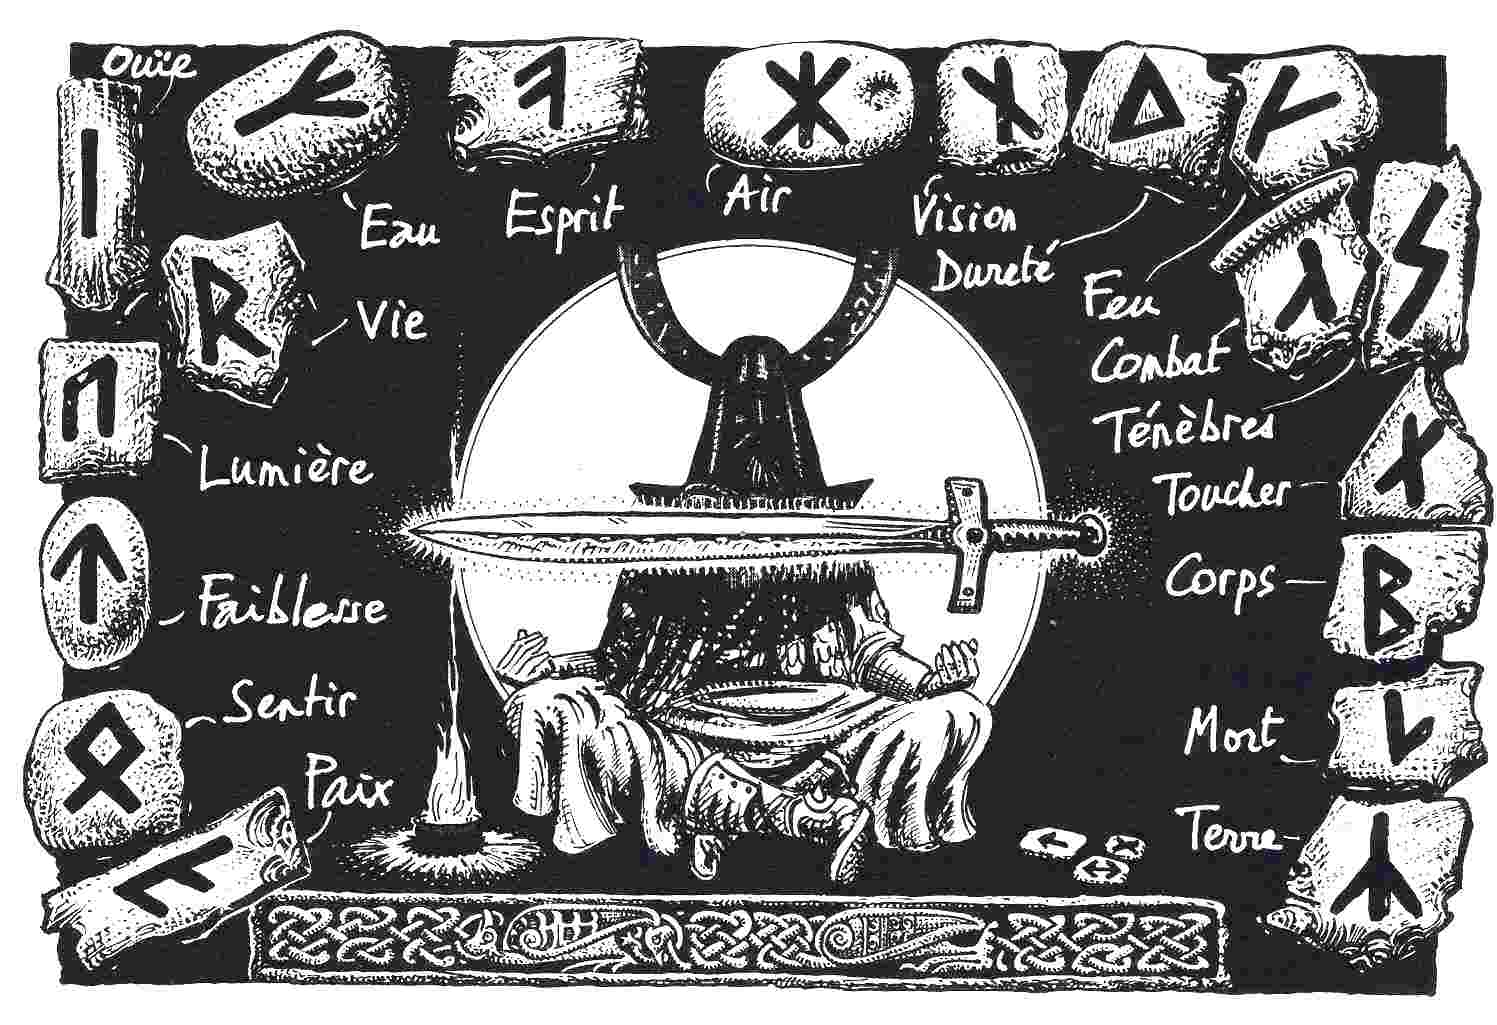 Ouïe
Eau
Esprit
Air
Vision
Dureté
Feu
Combat
Ténèbres
Toucher
Corps
Mort
Terre
Vie
Lumière
Faiblesse
Sentir
Paix